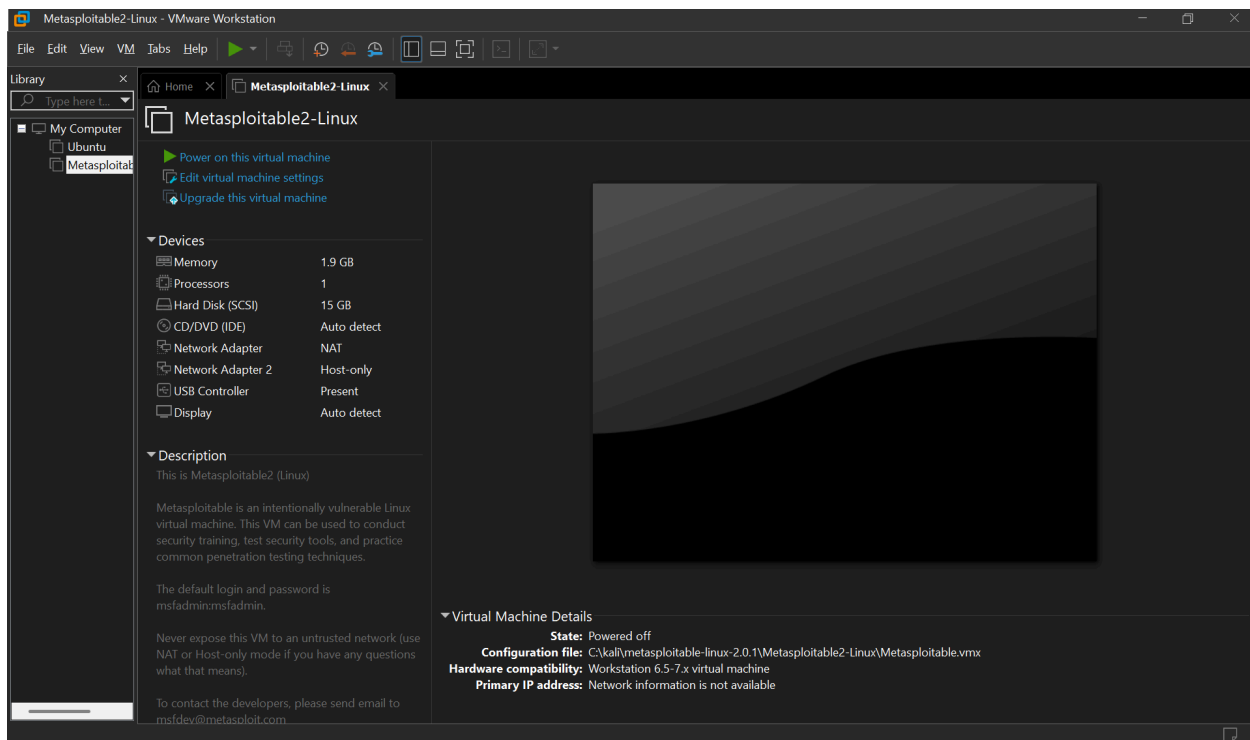 Metasploitable2-Linux - VMware Workstation
File Edit View VM Tabs Help
Library
Type here t...
My Computer
Ubuntu
Metasploitab
Home
Metasploitable2-Linux
Metasploitable2-Linux
Power on this virtual machine
Edit virtual machine settings
Upgrade this virtual machine
Devices
Memory 1.9 GB
Processors 1
Hard Disk (SCSI) 15 GB
CD/DVD (IDE) Auto detect
Network Adapter NAT
Network Adapter 2 Host-only
USB Controller Present
Display Auto detect
Description
This is Metasploitable2 (Linux)
Metasploitable is an intentionally vulnerable Linux
virtual machine. This VM can be used to conduct
security training, test security tools, and practice
common penetration testing techniques.
The default login and password is
msfadmin:msfadmin.
Never expose this VM to an untrusted network (use
NAT or Host-only mode if you have any questions
what that means).
To contact the developers, please send email to
msfdev@metasploit.com
Virtual Machine Details
State: Powered off
Configuration file: C:\kali\metasploitable-linux-2.0.1\Metasploitable2-Linux\Metasploitable.vmx
Hardware compatibility: Workstation 6.5-7.x virtual machine
Primary IP address: Network information is not available